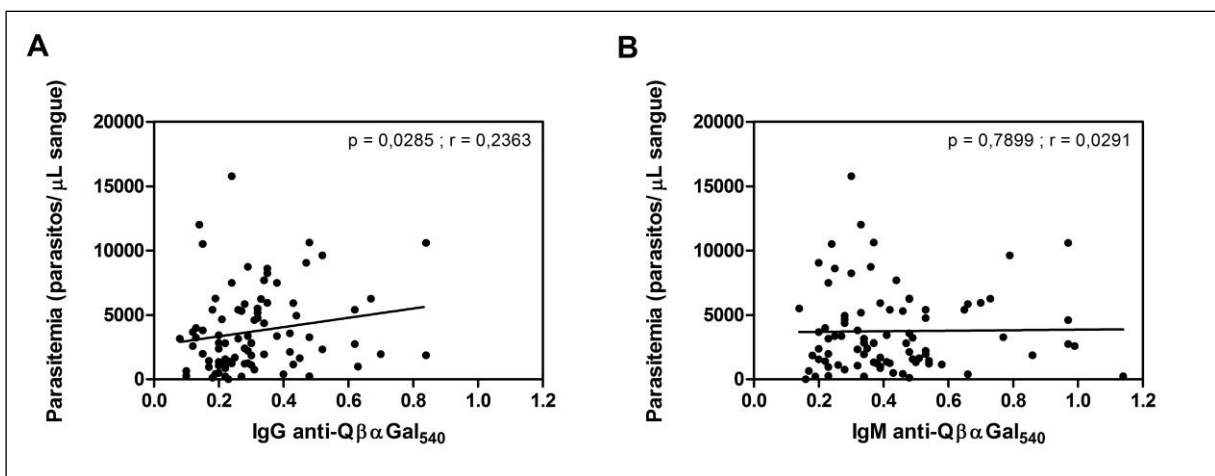 A
Parasitemia (parasitos/ μL sangue)
20000
15000
10000
5000
0
p = 0,0285 ; r = 0,2363
0.0 0.2 0.4 0.6 0.8 1.0 1.2
IgG anti-QβαGal540
B
Parasitemia (parasitos/ μL sangue)
20000
15000
10000
5000
0
p = 0,7899 ; r = 0,0291
0.0 0.2 0.4 0.6 0.8 1.0 1.2
IgM anti-QβαGal540